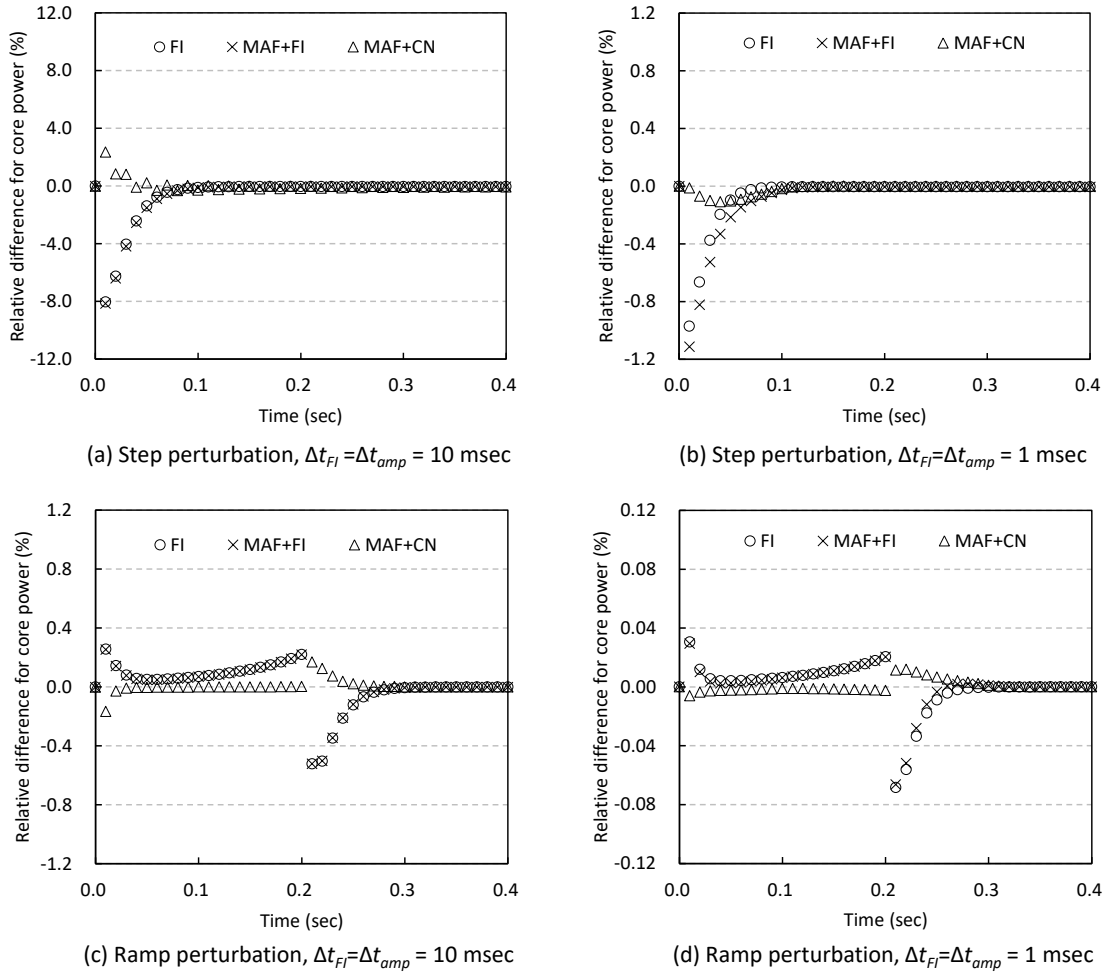 Relative difference for core power (%)
12.0
8.0
4.0
0.0
-4.0
-8.0
-12.0
FI MAF+FI MAF+CN
0.0 0.1 0.2 0.3 0.4
Time (sec)
(a) Step perturbation, Δt_FI =Δt_amp = 10 msec
Relative difference for core power (%)
1.2
0.8
0.4
0.0
-0.4
-0.8
-1.2
FI MAF+FI MAF+CN
0.0 0.1 0.2 0.3 0.4
Time (sec)
(b) Step perturbation, Δt_FI=Δt_amp = 1 msec
Relative difference for core power (%)
1.2
0.8
0.4
0.0
-0.4
-0.8
-1.2
FI MAF+FI MAF+CN
0.0 0.1 0.2 0.3 0.4
Time (sec)
(c) Ramp perturbation, Δt_FI=Δt_amp = 10 msec
Relative difference for core power (%)
0.12
0.08
0.04
0.00
-0.04
-0.08
-0.12
FI MAF+FI MAF+CN
0.0 0.1 0.2 0.3 0.4
Time (sec)
(d) Ramp perturbation, Δt_FI=Δt_amp = 1 msec